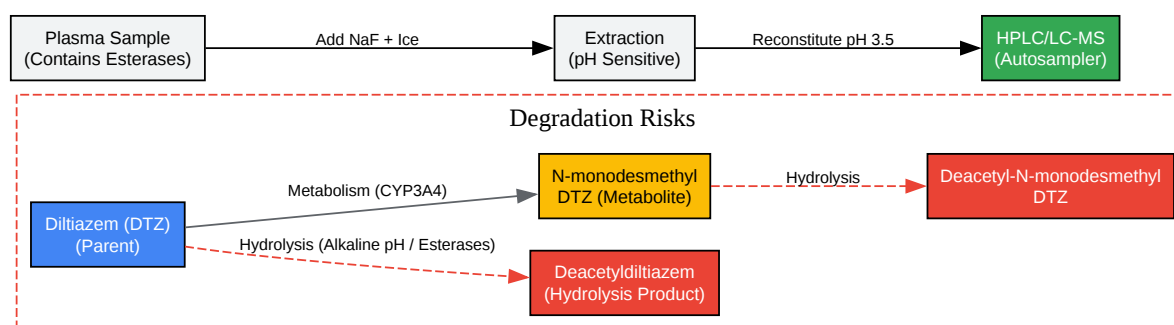 Plasma Sample
(Contains Esterases)
Add NaF + Ice
Extraction
(pH Sensitive)
Reconstitute pH 3.5
HPLC/LC-MS
(Autosampler)
Degradation Risks
Diltiazem (DTZ)
(Parent)
Metabolism (CYP3A4)
N-monodesmethyl
DTZ (Metabolite)
Hydrolysis
Deacetyl-N-monodesmethyl
DTZ
Hydrolysis (Alkaline pH / Esterases)
Deacetyldiltiazem
(Hydrolysis Product)